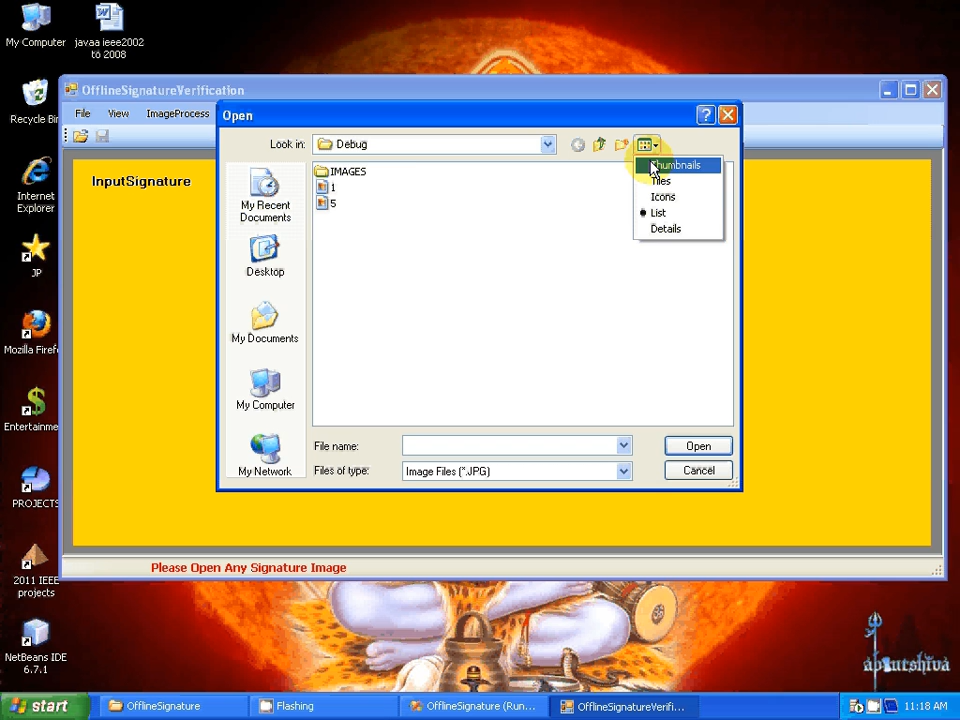 My Computer
javaa ieee2002
to 2008
Recycle Bin
Internet
Explorer
JP
Mozilla Firef
Entertainme
PROJECTS
2011 IEEE
projects
NetBeans IDE
6.7.1
OfflineSignatureVerification
File View ImageProcess
InputSignature
Open
Look in: Debug
My Recent
Documents
Desktop
My Documents
My Computer
My Network
IMAGES
1
5
Thumbnails
Tiles
Icons
List
Details
File name: Open
Files of type: Image Files (*.JPG) Cancel
Please Open Any Signature Image
aputshiva
start OfflineSignature Flashing OfflineSignature (Run... OfflineSignatureVerifi... 11:18 AM